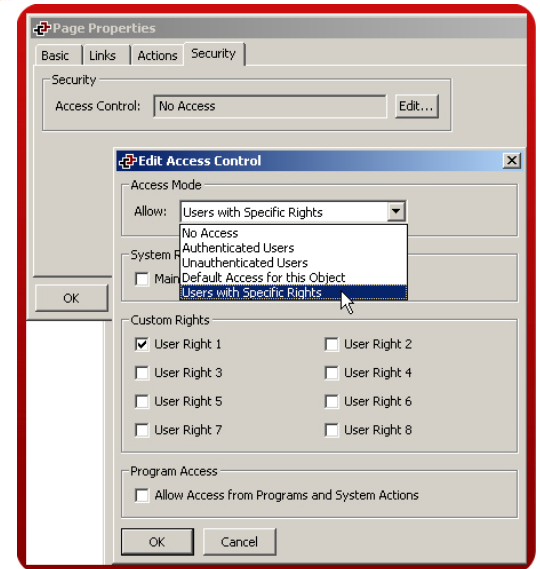 Page Properties
Basic Links Actions Security
Security
Access Control: No Access Edit...
Edit Access Control
Access Mode
Allow: Users with Specific Rights
No Access
Authenticated Users
Unauthenticated Users
System R
Default Access for this Object
Main
Users with Specific Rights
OK
Custom Rights
User Right 1 User Right 2
User Right 3 User Right 4
User Right 5 User Right 6
User Right 7 User Right 8
Program Access
Allow Access from Programs and System Actions
OK Cancel